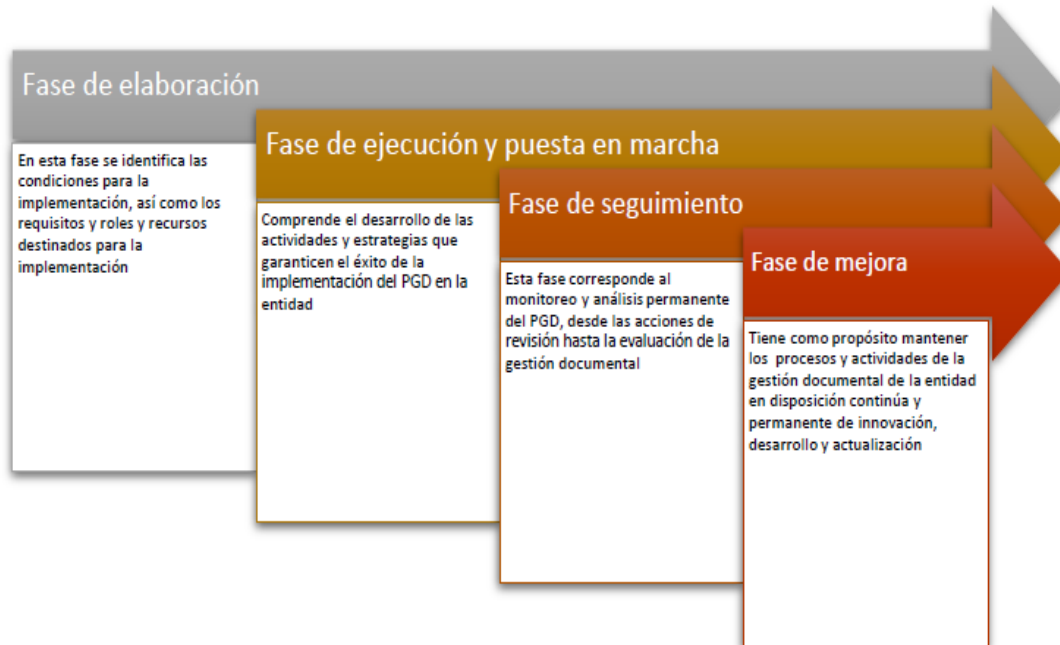 Fase de elaboración
En esta fase se identifica las
condiciones para la
implementación, así como los
requisitos y roles y recursos
destinados para la
implementación
Fase de ejecución y puesta en marcha
Comprende el desarrollo de las
actividades y estrategias que
garanticen el éxito de la
implementación del PGD en la
entidad
Fase de seguimiento
Esta fase corresponde al
monitoreo y análisis permanente
del PGD, desde las acciones de
revisión hasta la evaluación de la
gestión documental
Fase de mejora
Tiene como propósito mantener
los procesos y actividades de la
gestión documental de la entidad
en disposición continúa y
permanente de innovación,
desarrollo y actualización